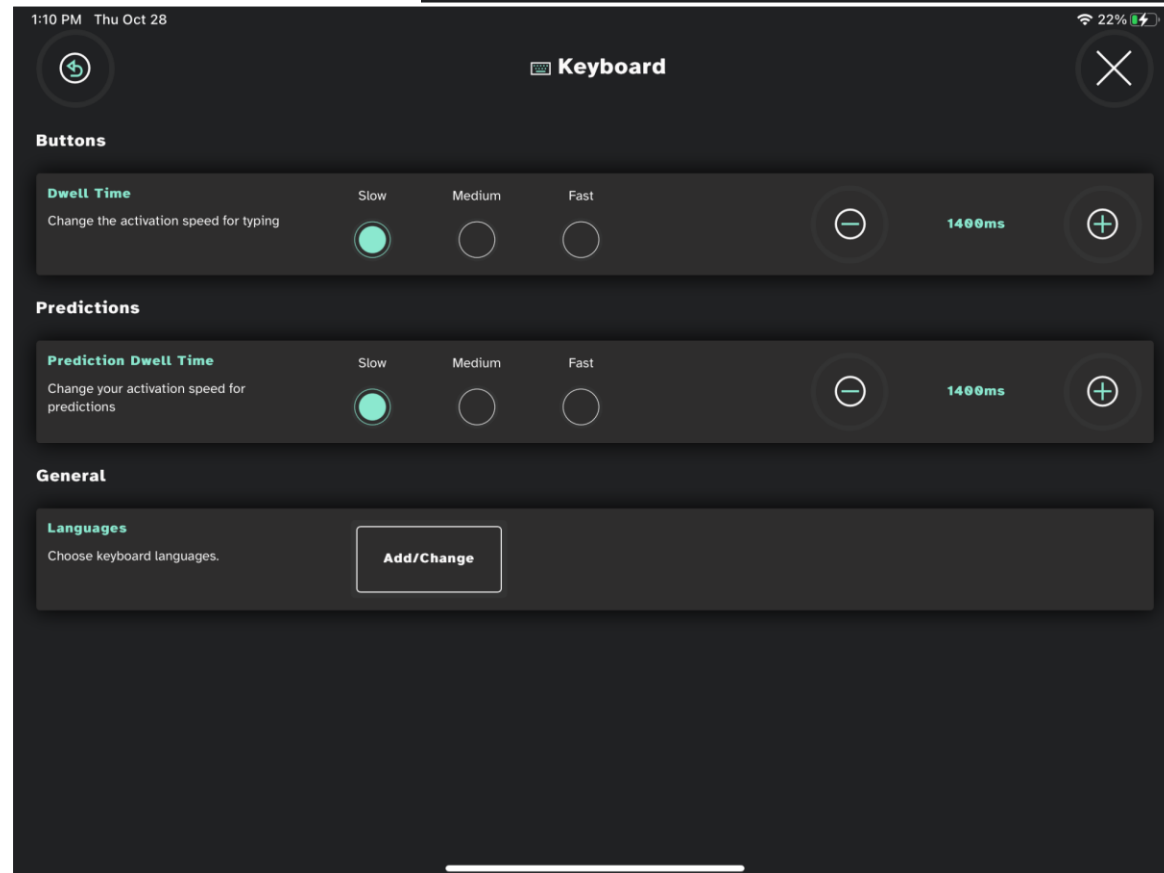 1:10 PM Thu Oct 28 22%
Keyboard
Buttons
Dwell Time
Change the activation speed for typing
Slow Medium Fast
1400ms
Predictions
Prediction Dwell Time
Change your activation speed for
predictions
Slow Medium Fast
1400ms
General
Languages
Choose keyboard languages.
Add/Change